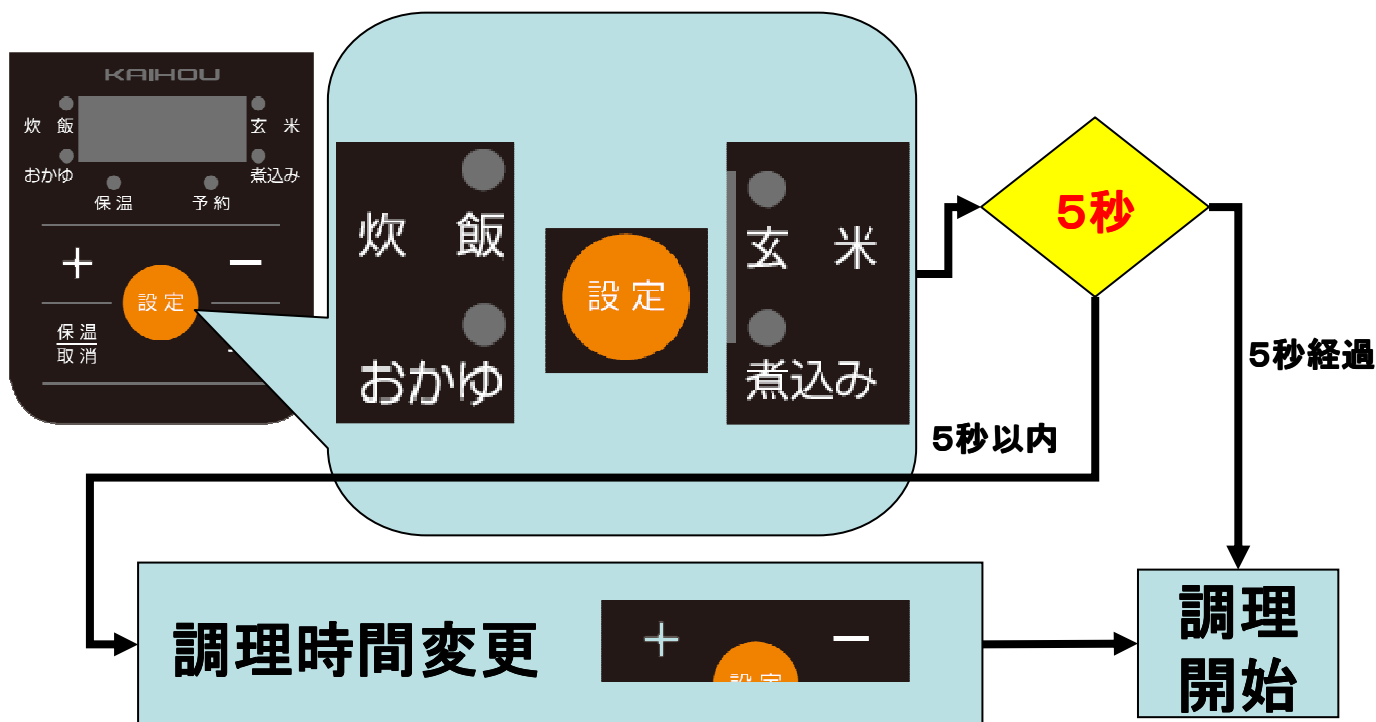 KAIHOU
炊 飯
玄 米
おかゆ
煮込み
保温
予約
+
−
設定
保温
取消
炊 飯
おかゆ
設定
玄 米
煮込み
5秒
5秒以内
5秒経過
調理時間変更
+
−
設定
調理
開始